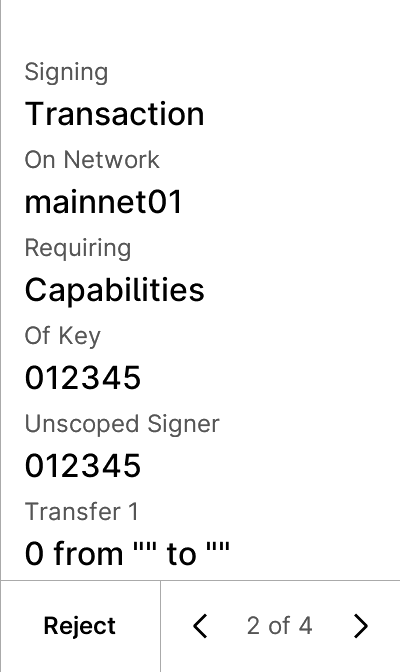 Signing
Transaction
On Network
mainnet01
Requiring
Capabilities
Of Key
012345
Unscoped Signer
012345
Transfer 1
0 from "" to ""
Reject
2 of 4